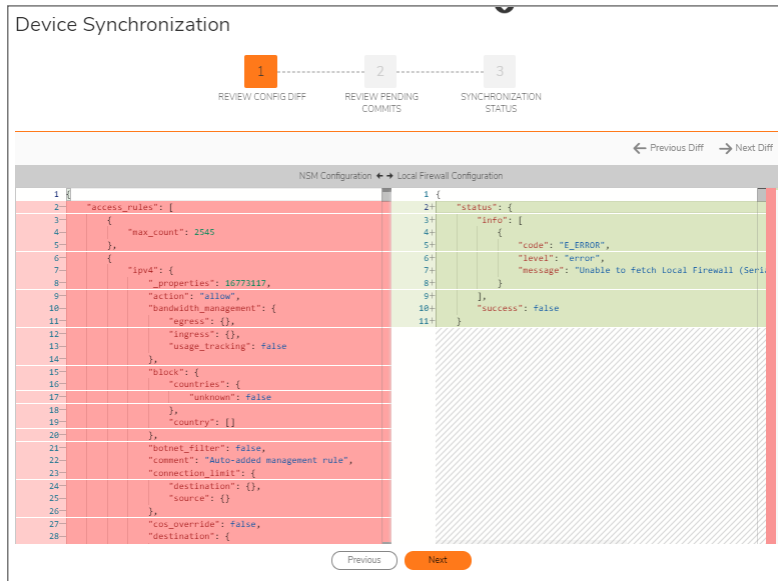 Device Synchronization
1
2
3
REVIEW CONFIG DIFF
REVIEW PENDING
COMMITS
SYNCHRONIZATION
STATUS
← Previous Diff → Next Diff
NSM Configuration ←→ Local Firewall Configuration
1 {
2− "access_rules": [
3− {
4− "max_count": 2545
5− },
6− {
7− "ipv4": {
8− "_properties": 16773117,
9− "action": "allow",
10− "bandwidth_management": {
11− "egress": {},
12− "ingress": {},
13− "usage_tracking": false
14− },
15− "block": {
16− "countries": {
17− "unknown": false
18− },
19− "country": []
20− },
21− "botnet_filter": false,
22− "comment": "Auto-added management rule",
23− "connection_limit": {
24− "destination": {},
25− "source": {}
26− },
27− "cos_override": false,
28− "destination": {
1 {
2+ "status": {
3+ "info": [
4+ {
5+ "code": "E_ERROR",
6+ "level": "error",
7+ "message": "Unable to fetch Local Firewall (Seri
8+ }
9+ ],
10+ "success": false
11+ }
Previous
Next